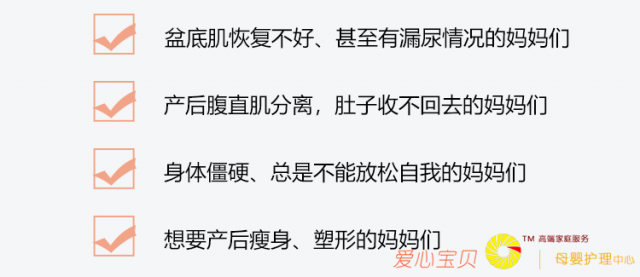 盆底肌恢复不好、甚至有漏尿情况的妈妈们
产后腹直肌分离，肚子收不回去的妈妈们
身体僵硬、总是不能放松自我的妈妈们
想要产后瘦身、塑形的妈妈们
爱心宝贝
TM 高端家庭服务
母婴护理中心